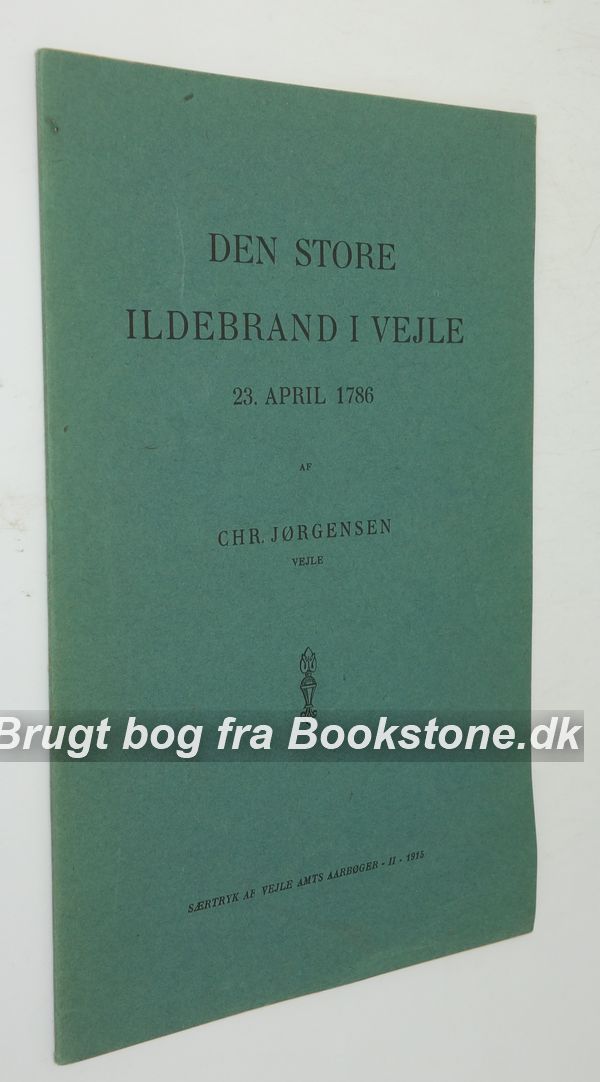 DEN STORE
ILDEBRAND I VEJLE
23. APRIL 1786
AF
CHR. JØRGENSEN
VEJLE
Brugt bog fra Bookstone.dk
SÆRTRYK AF VEJLE AMTS AARBØGER - II - 1915